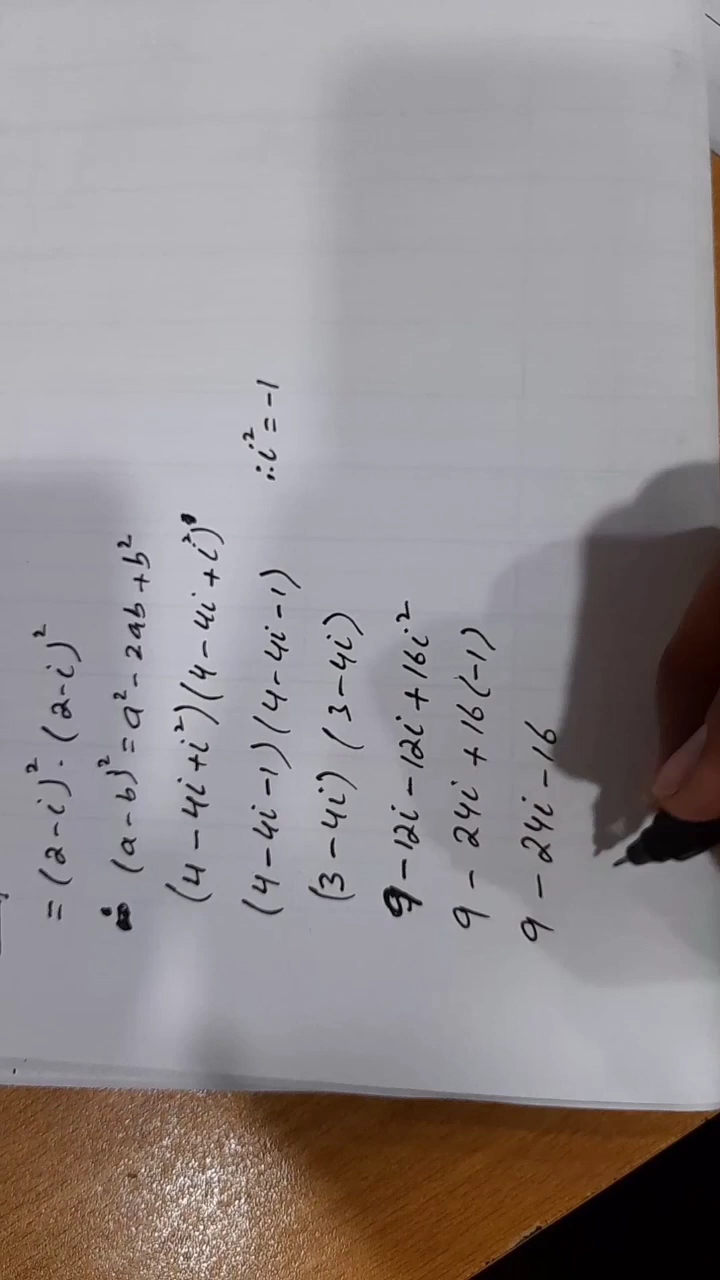 = (2-i)² · (2-i)²
(a-b)² = a² - 2ab + b²
(4 - 4i + i²)(4 - 4i + i²)
(4 - 4i - 1)(4 - 4i - 1) ∴ i² = -1
(3 - 4i) (3 - 4i)
9 - 12i - 12i + 16i²
9 - 24i + 16(-1)
9 - 24i - 16